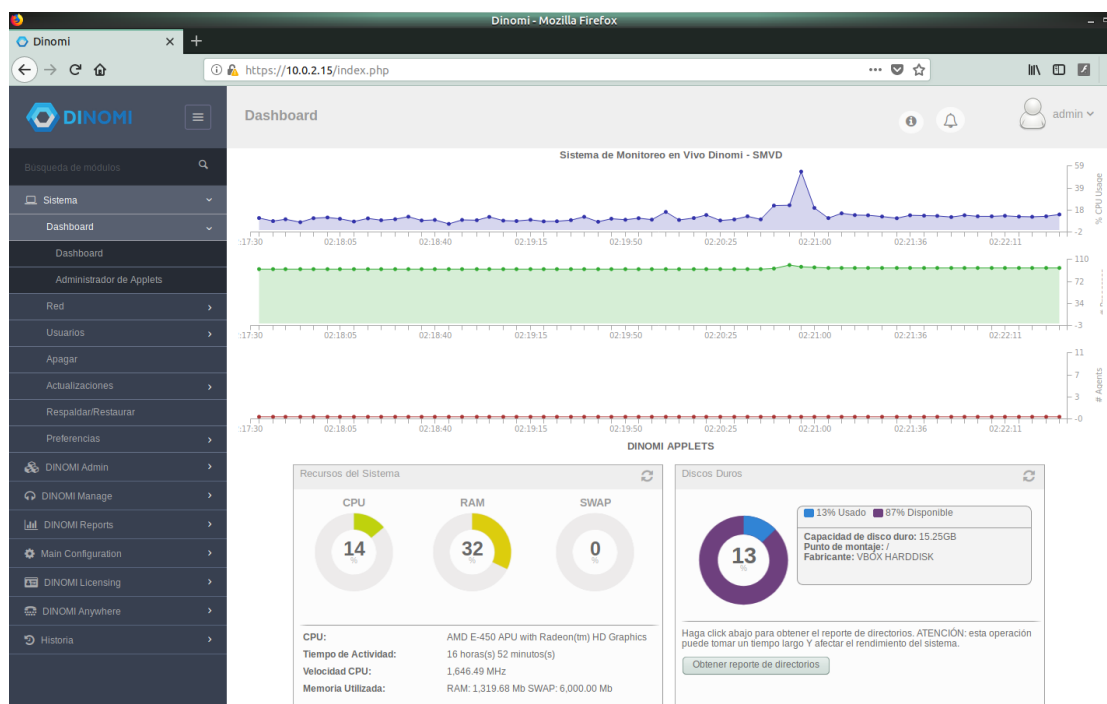 Dinomi - Mozilla Firefox
Dinomi
https://10.0.2.15/index.php
DINOMI
Dashboard
admin
Búsqueda de módulos
Sistema
Dashboard
Dashboard
Administrador de Applets
Red
Usuarios
Apagar
Actualizaciones
Respaldar/Restaurar
Preferencias
DINOMI Admin
DINOMI Manage
DINOMI Reports
Main Configuration
DINOMI Licensing
DINOMI Anywhere
Historia
Sistema de Monitoreo en Vivo Dinomi - SMVD
59
39
18
-2
% CPU Usage
:17:30 02:18:05 02:18:40 02:19:15 02:19:50 02:20:25 02:21:00 02:21:36 02:22:11
110
72
34
-3
:17:30 02:18:05 02:18:40 02:19:15 02:19:50 02:20:25 02:21:00 02:21:36 02:22:11
11
7
3
-0
# Agents
:17:30 02:18:05 02:18:40 02:19:15 02:19:50 02:20:25 02:21:00 02:21:36 02:22:11
DINOMI APPLETS
Recursos del Sistema
CPU RAM SWAP
14 32 0
% % %
CPU: AMD E-450 APU with Radeon(tm) HD Graphics
Tiempo de Actividad: 16 horas(s) 52 minutos(s)
Velocidad CPU: 1,646.49 MHz
Memoria Utilizada: RAM: 1,319.68 Mb SWAP: 6,000.00 Mb
Discos Duros
13
%
13% Usado 87% Disponible
Capacidad de disco duro: 15.25GB
Punto de montaje: /
Fabricante: VBOX HARDDISK
Haga click abajo para obtener el reporte de directorios. ATENCIÓN: esta operación
puede tomar un tiempo largo Y afectar el rendimiento del sistema.
Obtener reporte de directorios